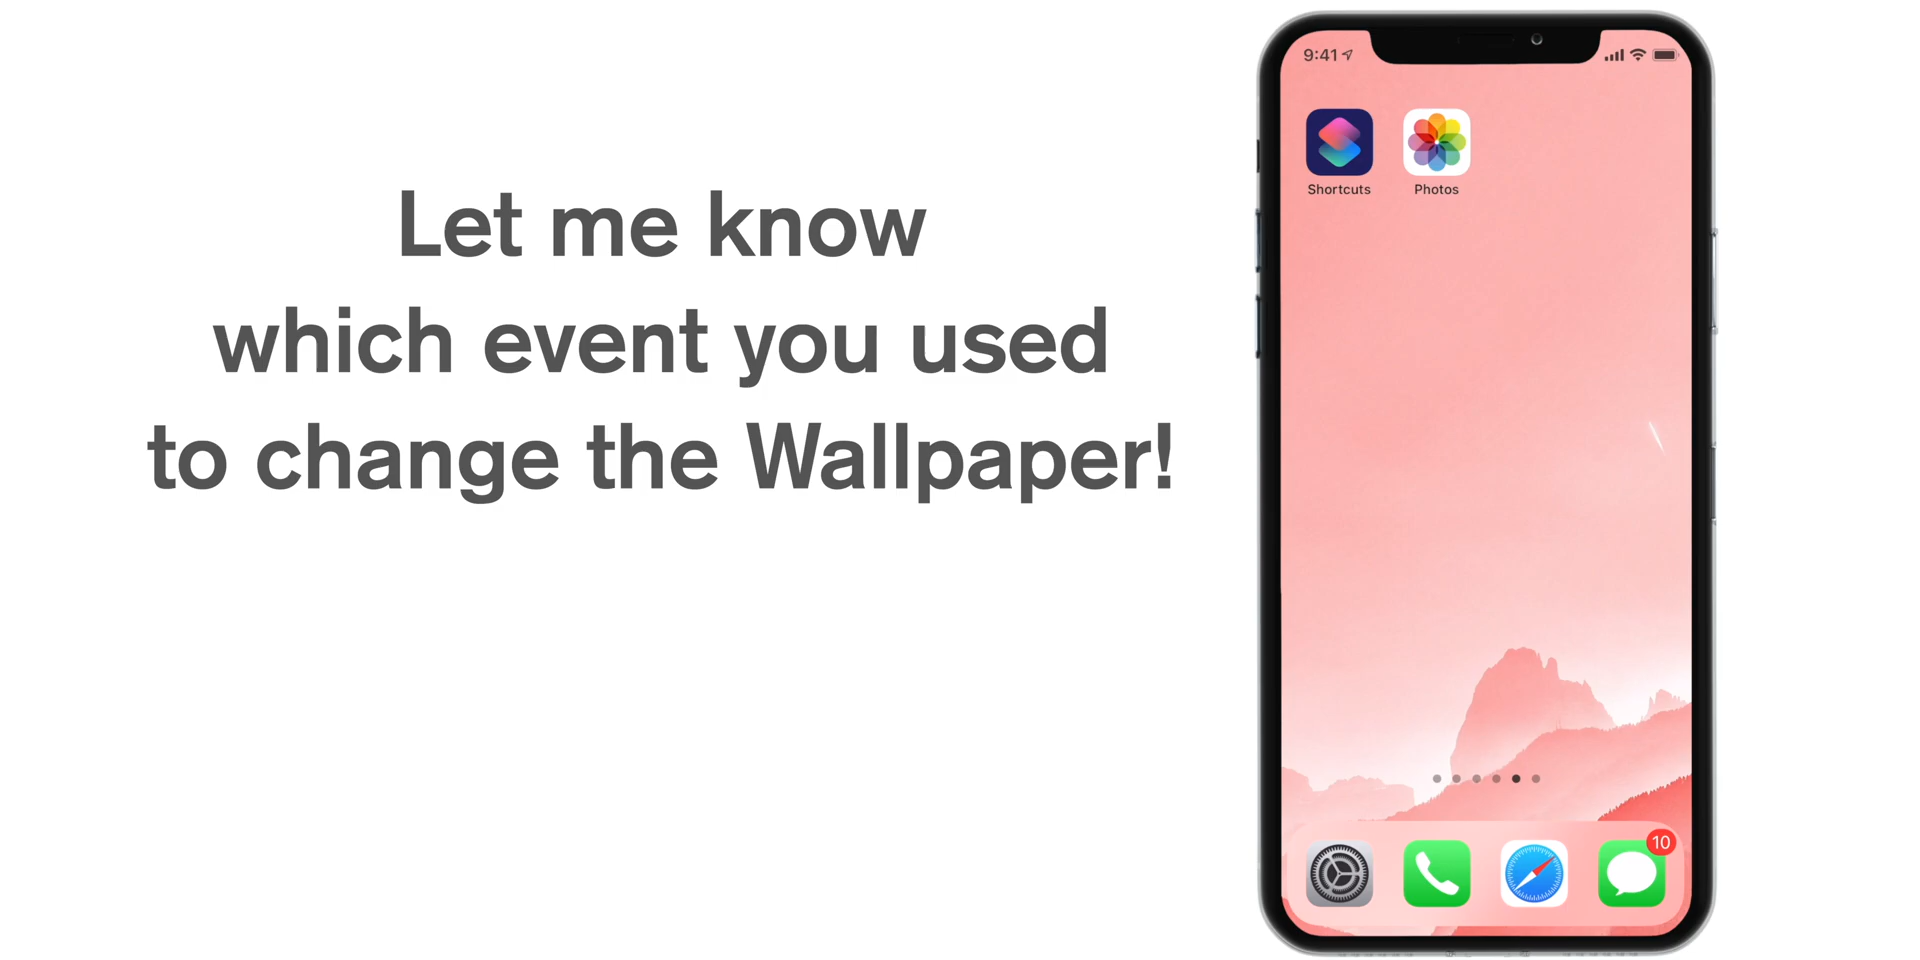 Let me know
which event you used
to change the Wallpaper!
9:41
Shortcuts
Photos
10